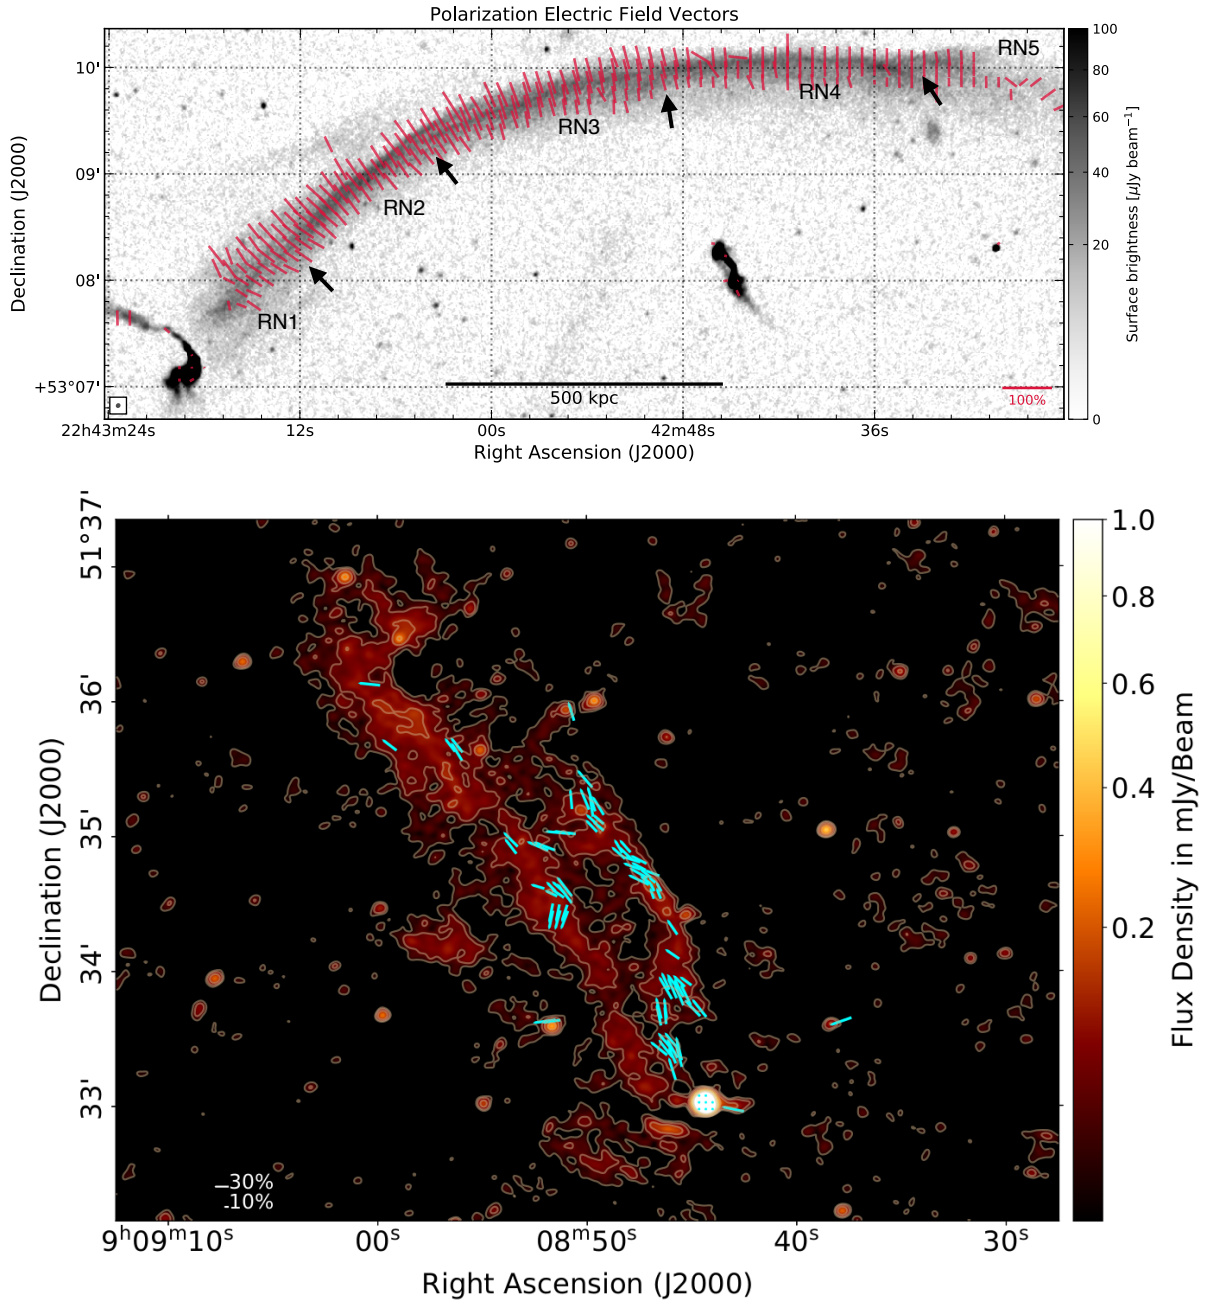 Polarization Electric Field Vectors
RN5
RN4
RN3
RN2
RN1
10'
09'
08'
+53°07'
Declination (J2000)
500 kpc
100%
22h43m24s 12s 00s 42m48s 36s
Right Ascension (J2000)
100
80
60
40
20
0
Surface brightness [μJy beam⁻¹]
51°37'
36'
35'
34'
33'
Declination (J2000)
–30%
-10%
9ʰ09ᵐ10ˢ 00ˢ 08ᵐ50ˢ 40ˢ 30ˢ
Right Ascension (J2000)
1.0
0.8
0.6
0.4
0.2
Flux Density in mJy/Beam